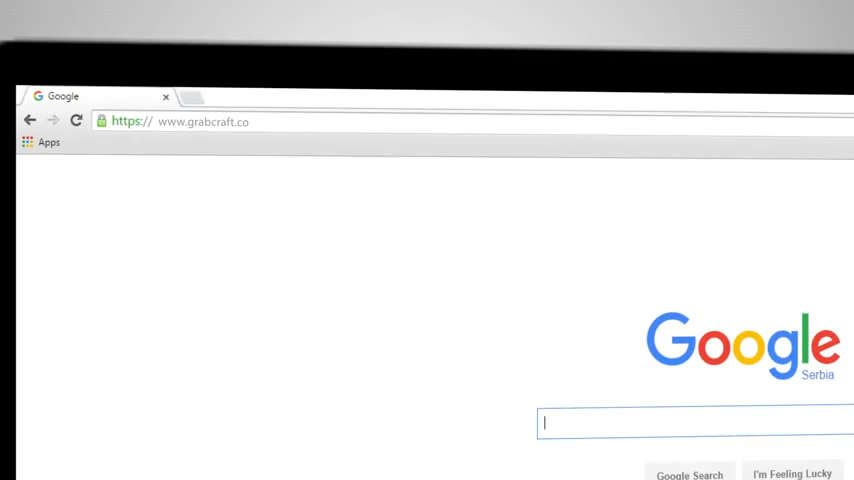 Google
https:// www.grabcraft.co
Apps
Google
Serbia
Google Search
I'm Feeling Lucky